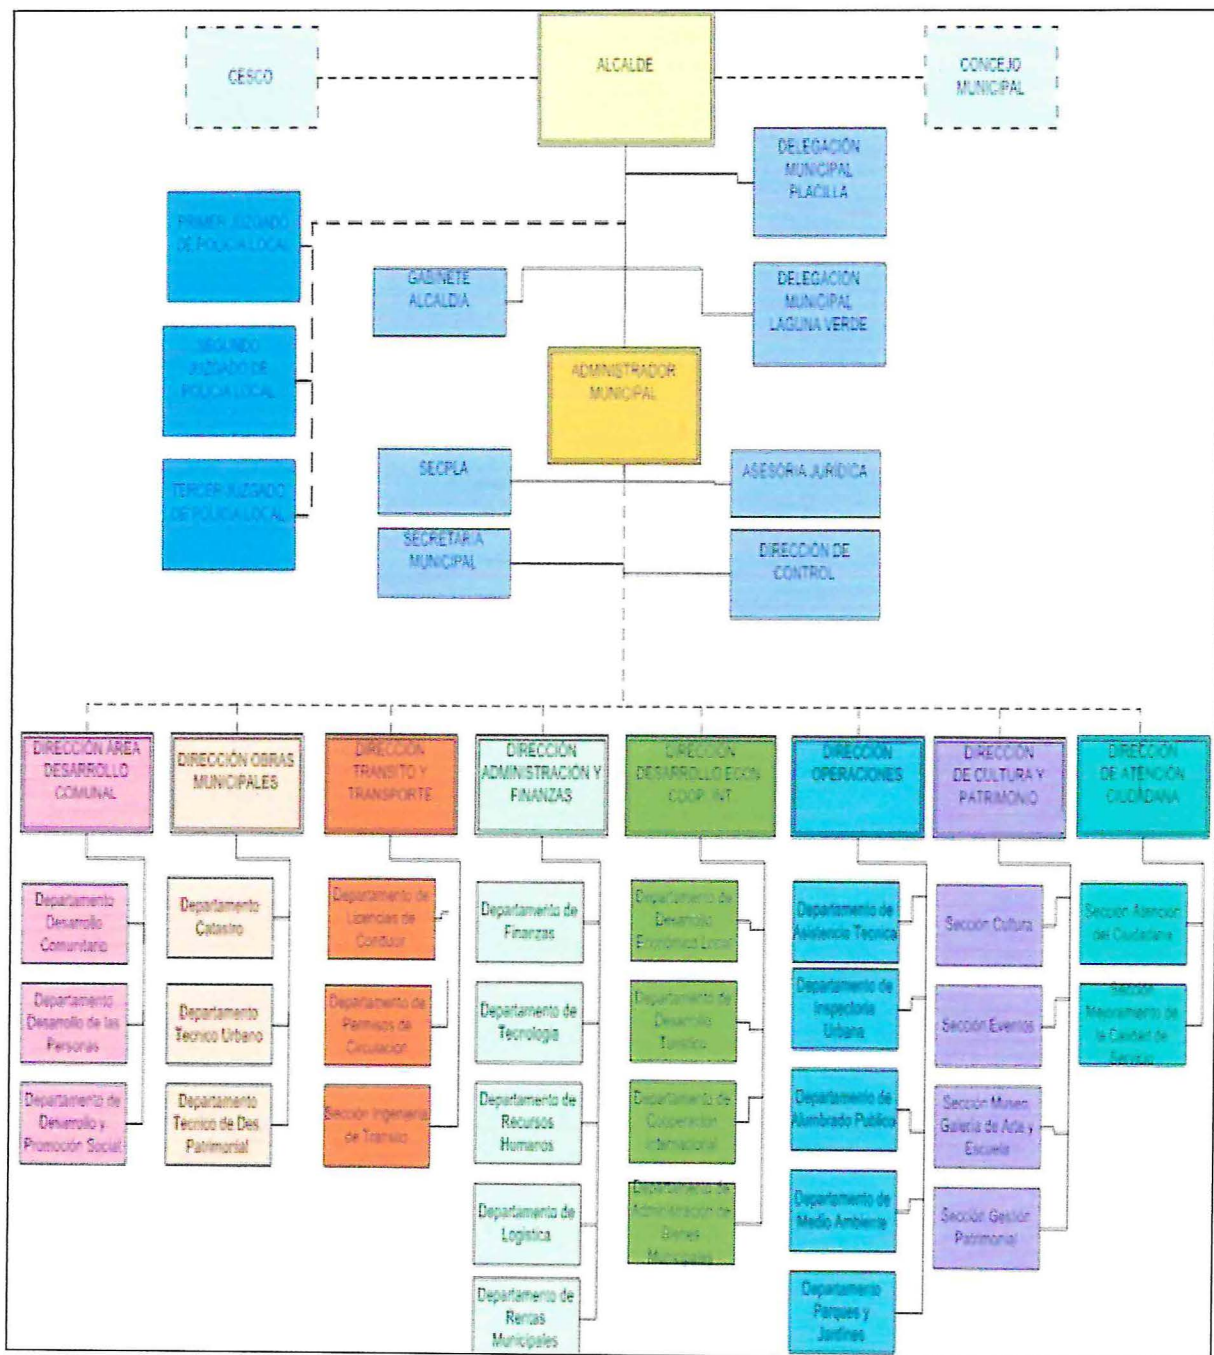 CESCO
ALCALDE
CONCEJO
MUNICIPAL
DELEGACIÓN
MUNICIPAL
PLACILLA
PRIMER JUZGADO
DE POLICIA LOCAL
GABINETE
ALCALDIA
DELEGACIÓN
MUNICIPAL
LAGUNA VERDE
SEGUNDO
JUZGADO DE
POLICIA LOCAL
ADMINISTRADOR
MUNICIPAL
TERCER JUZGADO
DE POLICIA LOCAL
SECPLA
ASESORIA JURÍDICA
SECRETARIA
MUNICIPAL
DIRECCIÓN DE
CONTROL
DIRECCIÓN ÁREA
DESARROLLO
COMUNAL
DIRECCIÓN OBRAS
MUNICIPALES
DIRECCIÓN
TRANSITO Y
TRANSPORTE
DIRECCIÓN
ADMINISTRACIÓN Y
FINANZAS
DIRECCIÓN
DESARROLLO ECON
COOP. INT
DIRECCIÓN
OPERACIONES
DIRECCIÓN
DE CULTURA Y
PATRIMONIO
DIRECCIÓN
DE ATENCIÓN
CIUDADANA
Departamento
Desarrollo
Comunitario
Departamento
Desarrollo de las
Personas
Departamento de
Desarrollo y
Promoción Social
Departamento
Catastro
Departamento
Tecnico Urbano
Departamento
Tecnico de Des
Patrimonial
Departamento de
Licencias de
Conducir
Departamento de
Permisos de
Circulacion
Sección Ingenieria
de Transito
Departamento de
Finanzas
Departamento de
Tecnologia
Departamento de
Recursos
Humanos
Departamento de
Logistica
Departamento de
Rentas
Municipales
Departamento de
Desarrollo
Económico Local
Departamento de
Desarrollo
Turistico
Departamento de
Cooperacion
Internacional
Departamento de
Administracion de
Bienes
Municipales
Departamento de
Asistencia Tecnica
Departamento de
Inspectoria
Urbana
Departamento de
Alumbrado Publico
Departamento de
Medio Ambiente
Departamento
Parques y
Jardines
Sección Cultura
Sección Eventos
Sección Museo,
Galeria de Arte y
Escuela
Sección Gestion
Patrimonial
Sección Atencion
del Ciudadana
Sección
Mejoramiento de
la Calidad de
Servicio